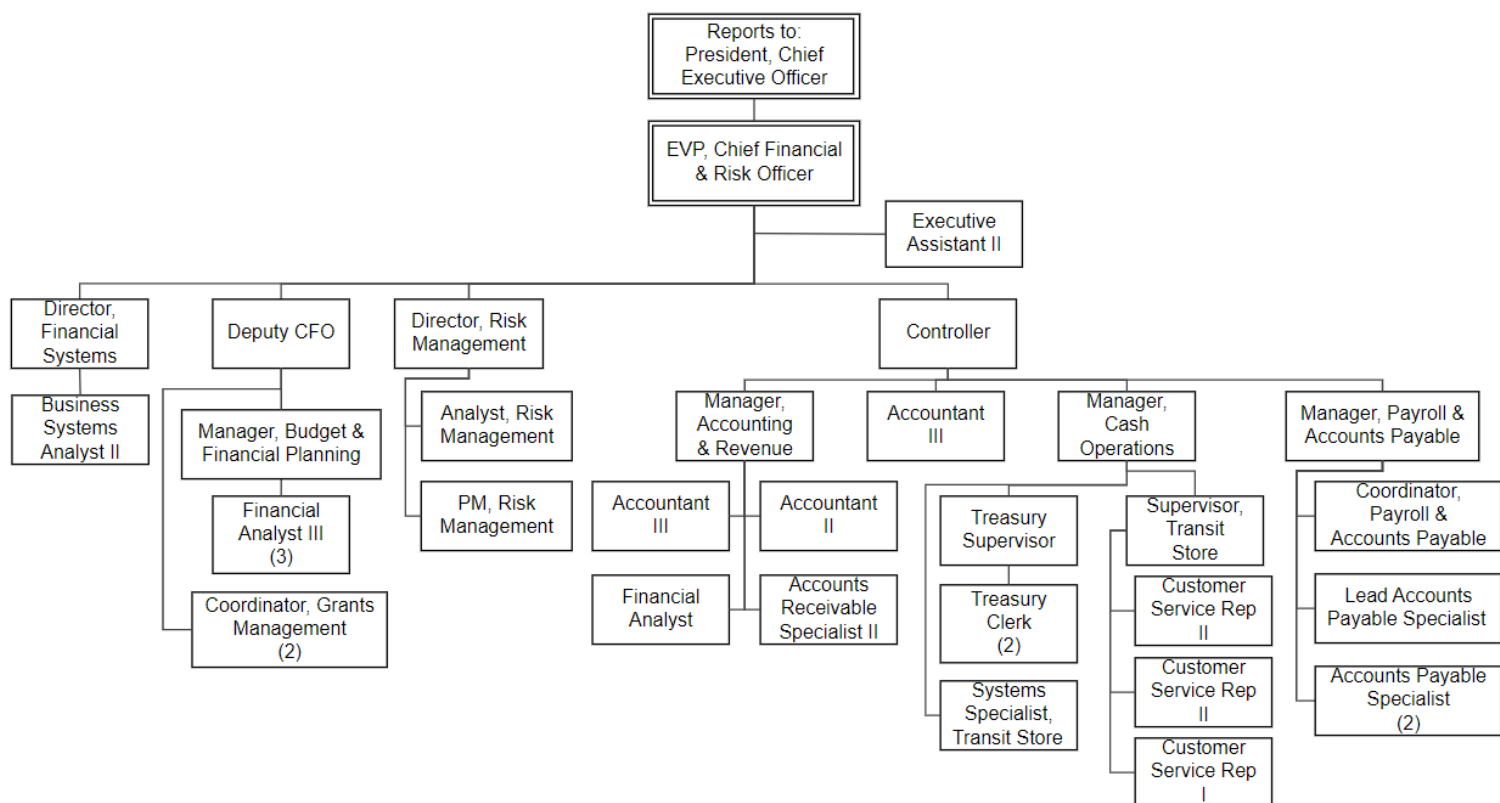 Reports to:
President, Chief
Executive Officer
EVP, Chief Financial
& Risk Officer
Executive
Assistant II
Director,
Financial
Systems
Deputy CFO
Director, Risk
Management
Controller
Business
Systems
Analyst II
Manager, Budget &
Financial Planning
Financial
Analyst III
(3)
Coordinator, Grants
Management
(2)
Analyst, Risk
Management
PM, Risk
Management
Manager,
Accounting
& Revenue
Accountant
III
Manager,
Cash
Operations
Manager, Payroll &
Accounts Payable
Accountant
III
Accountant
II
Financial
Analyst
Accounts
Receivable
Specialist II
Treasury
Supervisor
Treasury
Clerk
(2)
Systems
Specialist,
Transit Store
Supervisor,
Transit
Store
Customer
Service Rep
II
Customer
Service Rep
II
Customer
Service Rep
I
Coordinator,
Payroll &
Accounts Payable
Lead Accounts
Payable Specialist
Accounts Payable
Specialist
(2)